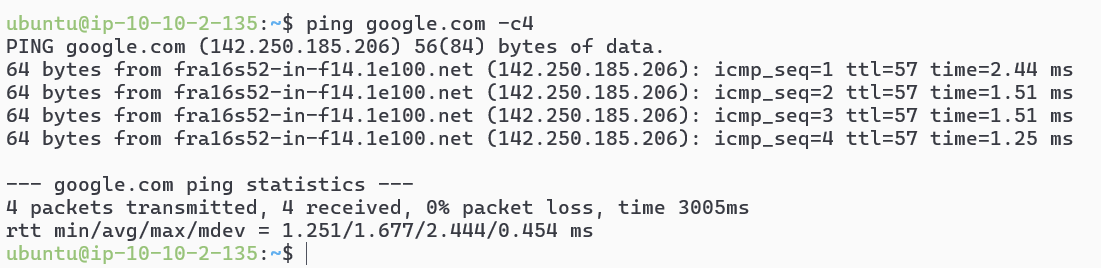 ubuntu@ip-10-10-2-135:~$ ping google.com -c4
PING google.com (142.250.185.206) 56(84) bytes of data.
64 bytes from fra16s52-in-f14.1e100.net (142.250.185.206): icmp_seq=1 ttl=57 time=2.44 ms
64 bytes from fra16s52-in-f14.1e100.net (142.250.185.206): icmp_seq=2 ttl=57 time=1.51 ms
64 bytes from fra16s52-in-f14.1e100.net (142.250.185.206): icmp_seq=3 ttl=57 time=1.51 ms
64 bytes from fra16s52-in-f14.1e100.net (142.250.185.206): icmp_seq=4 ttl=57 time=1.25 ms

--- google.com ping statistics ---
4 packets transmitted, 4 received, 0% packet loss, time 3005ms
rtt min/avg/max/mdev = 1.251/1.677/2.444/0.454 ms
ubuntu@ip-10-10-2-135:~$